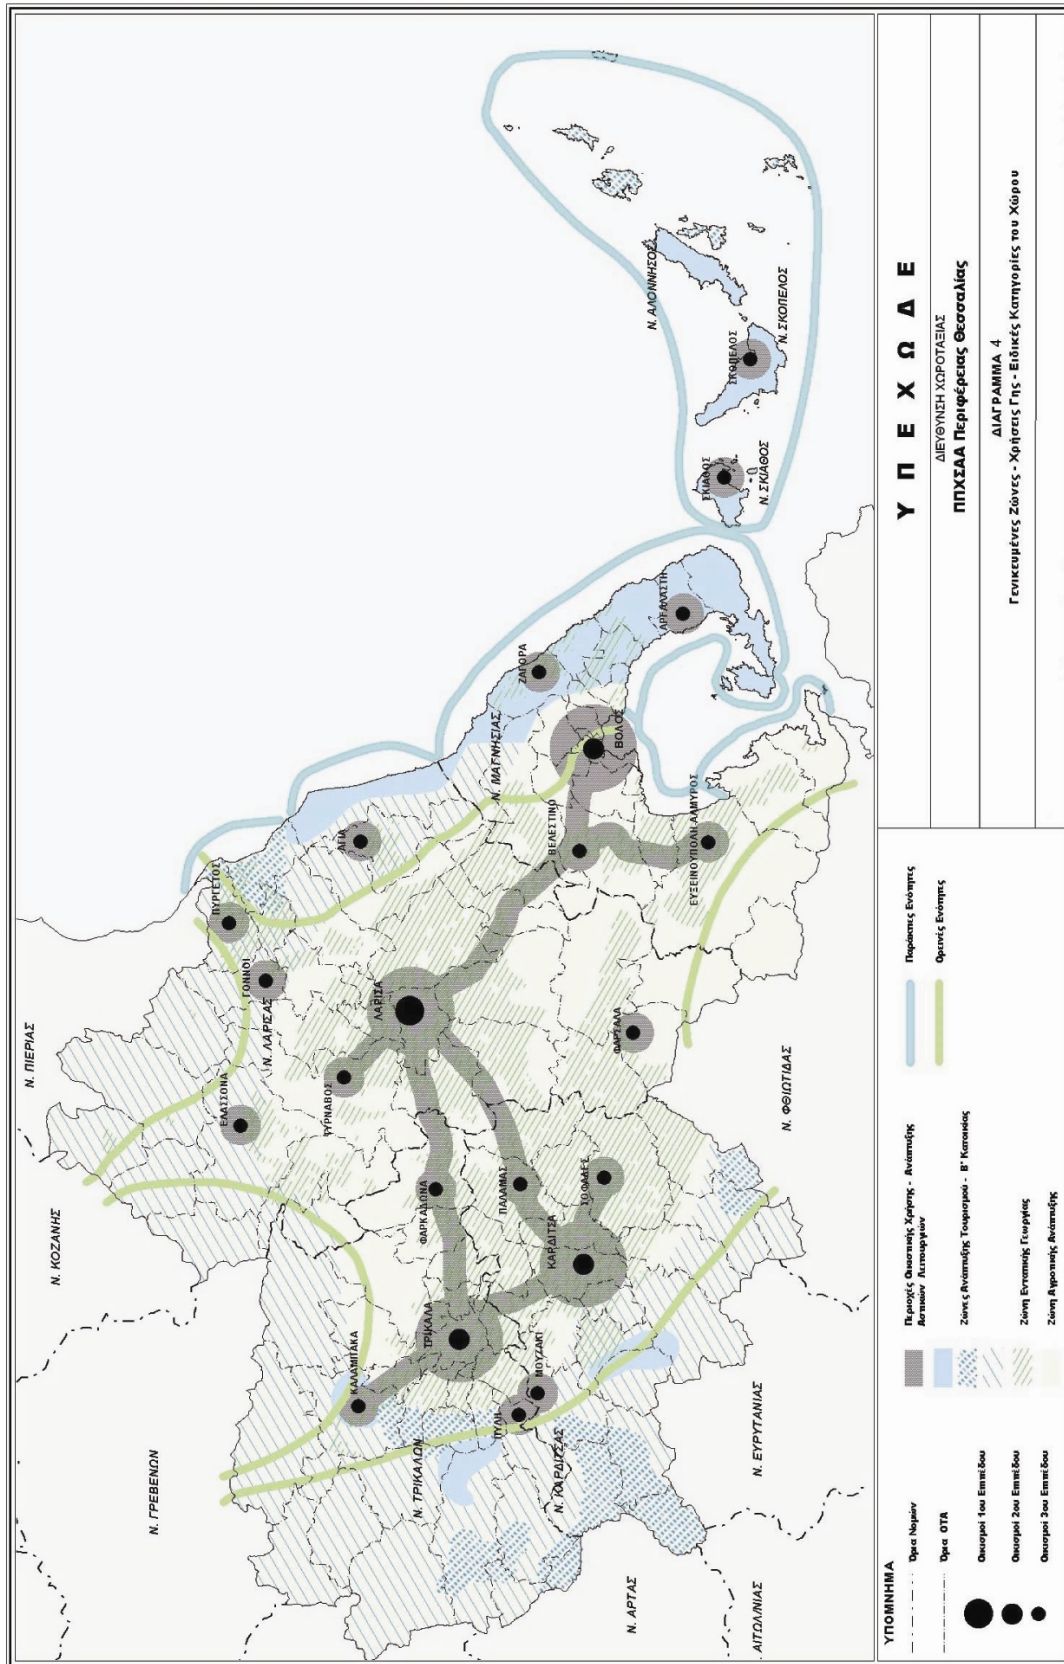 Υ Π Ε Χ Ω Δ Ε
ΔΙΕΥΘΥΝΣΗ ΧΩΡΟΤΑΞΙΑΣ
ΠΠΧΣΑΑ Περιφέρειας Θεσσαλίας
ΔΙΑΓΡΑΜΜΑ 4
Γενικευμένες Ζώνες - Χρήσεις Γης - Ειδικές Κατηγορίες του Χώρου
Ν. ΠΙΕΡΙΑΣ
Ν. ΚΟΖΑΝΗΣ
Ν. ΓΡΕΒΕΝΩΝ
ΠΥΡΓΕΤΟΣ
ΓΟΝΝΟΙ
Ν. ΛΑΡΙΣΑΣ
ΕΛΑΣΣΟΝΑ
ΑΓΙΑ
ΤΥΡΝΑΒΟΣ
ΛΑΡΙΣΑ
ΚΑΛΑΜΠΑΚΑ
ΦΑΡΚΑΔΩΝΑ
ΤΡΙΚΑΛΑ
Ν. ΤΡΙΚΑΛΩΝ
ΠΑΛΑΜΑΣ
ΠΥΛΗ
ΜΟΥΖΑΚΙ
ΚΑΡΔΙΤΣΑ
Ν. ΚΑΡΔΙΤΣΑΣ
ΣΟΦΑΔΕΣ
ΦΑΡΣΑΛΑ
Ν. ΜΑΓΝΗΣΙΑΣ
ΖΑΓΟΡΑ
ΒΕΛΕΣΤΙΝΟ
ΒΟΛΟΣ
ΑΡΓΑΛΑΣΤΗ
ΕΥΞΕΙΝΟΥΠΟΛΗ-ΑΛΜΥΡΟΣ
Ν. ΑΛΟΝΝΗΣΟΣ
ΣΚΟΠΕΛΟΣ
Ν. ΣΚΟΠΕΛΟΣ
ΣΚΙΑΘΟΣ
Ν. ΣΚΙΑΘΟΣ
Ν. ΑΡΤΑΣ
ΑΙΤΩΛ/ΝΙΑΣ
Ν. ΕΥΡΥΤΑΝΙΑΣ
Ν. ΦΘΙΩΤΙΔΑΣ
ΥΠΟΜΝΗΜΑ
Όρια Νομών
Όρια ΟΤΑ
Οικισμοί 1ου Επιπέδου
Οικισμοί 2ου Επιπέδου
Οικισμοί 3ου Επιπέδου
Περιοχές Οικιστικής Χρήσης - Ανάπτυξης
Αστικών Λειτουργιών
Ζώνες Ανάπτυξης Τουρισμού - Β' Κατοικίας
Ζώνη Εντατικής Γεωργίας
Ζώνη Αγροτικής Ανάπτυξης
Παράκτιες Ενότητες
Ορεινές Ενότητες